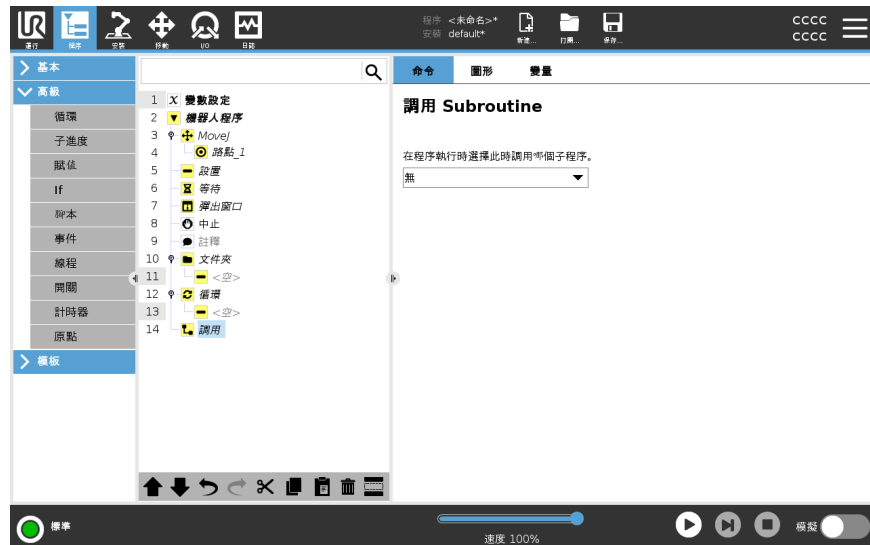 運行
程序
安裝
移動
I/O
日誌
程序 <未命名>*
安裝 default*
新建...
打開...
保存...
cccc
cccc
基本
高級
循環
子進度
賦值
If
腳本
事件
線程
開關
計時器
原點
模板
1 X 變數設定
2 機器人程序
3 MoveJ
4 路點_1
5 設置
6 等待
7 彈出窗口
8 中止
9 註釋
10 文件夾
11 <空>
12 循環
13 <空>
14 調用
命令 圖形 變量
調用 Subroutine
在程序執行時選擇此時調用哪個子程序。
無
標準
速度 100%
模擬